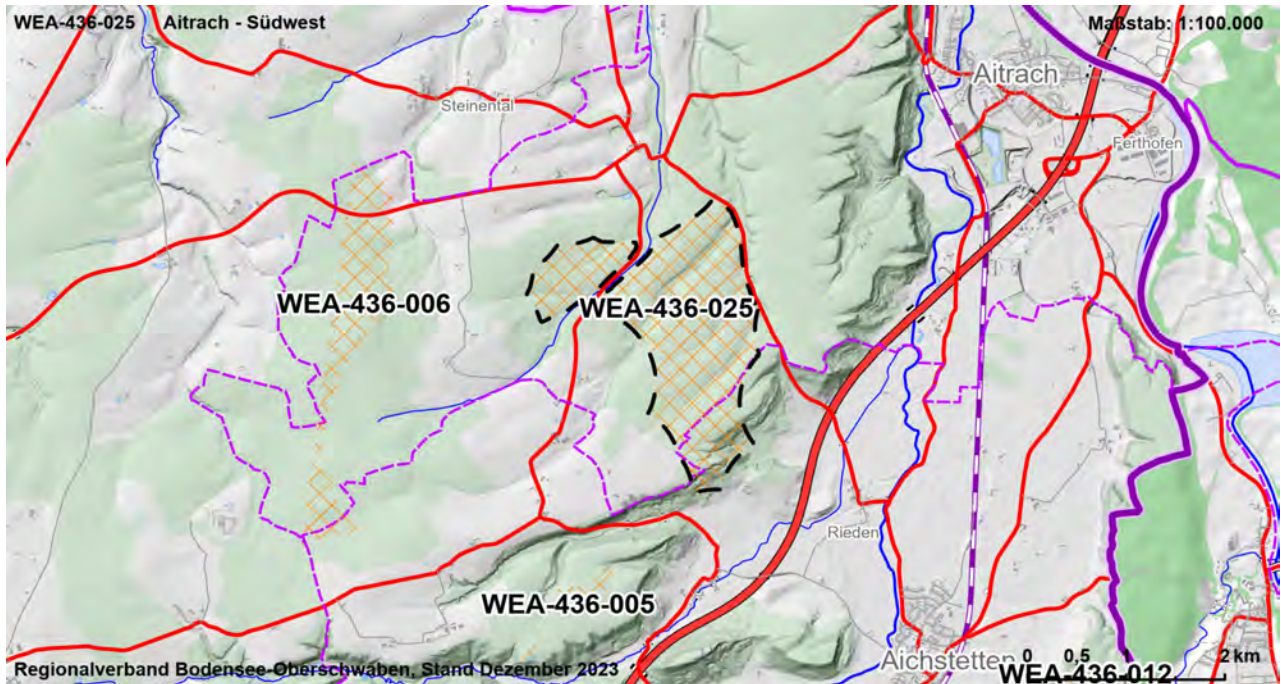 WEA-436-025 Aitrach - Südwest
Maßstab: 1:100.000
Aitrach
Steinental
Ferthofen
WEA-436-006
WEA-436-025
Rieden
WEA-436-005
Aichstetten
0 0,5 1 2 km
WEA-436-012
Regionalverband Bodensee-Oberschwaben, Stand Dezember 2023